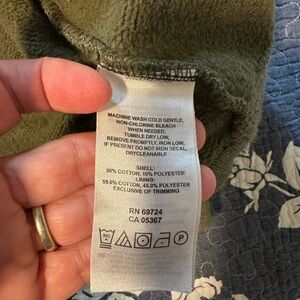 MACHINE WASH COLD GENTLE,
NON-CHLORINE BLEACH
WHEN NEEDED,
TUMBLE DRY LOW,
REMOVE PROMPTLY, IRON LOW,
IF PRESENT DO NOT IRON DECAL,
DRYCLEANABLE
SHELL:
90% COTTON, 10% POLYESTER
LINING:
55.0% COTTON, 45.0% POLYESTER
EXCLUSIVE OF TRIMMING
RN 69724
CA 05367
30C
P